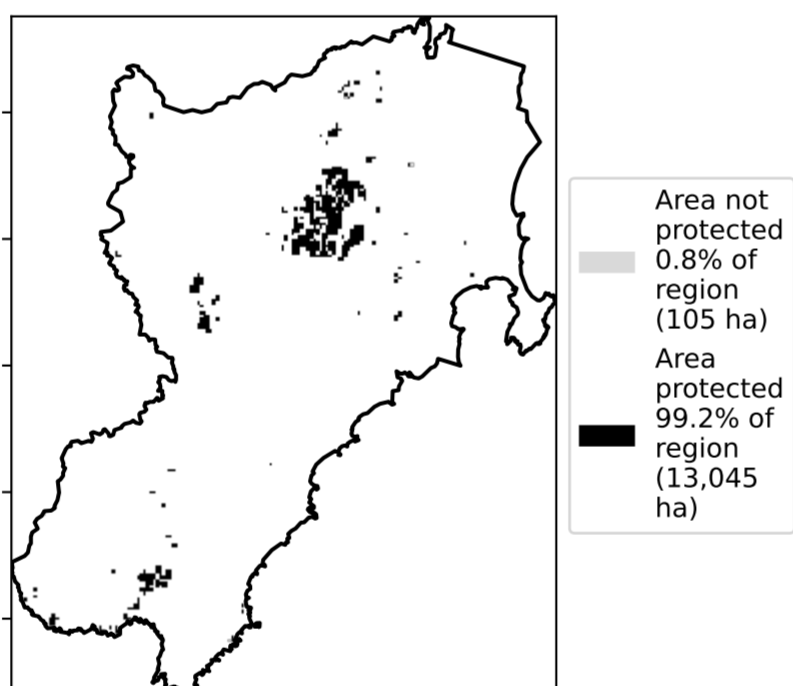 Area not
protected
0.8% of
region
(105 ha)
Area
protected
99.2% of
region
(13,045
ha)